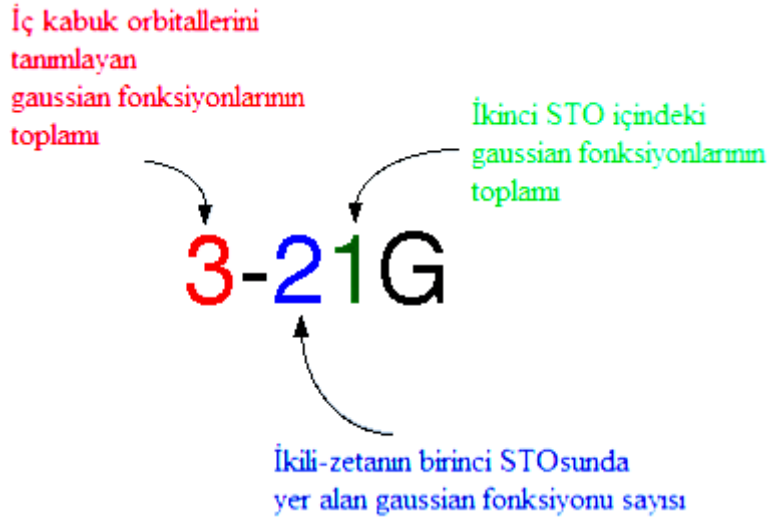 İç kabuk orbitallerini
tanımlayan
gaussian fonksiyonlarının
toplamı
İkinci STO içindeki
gaussian fonksiyonlarının
toplamı
3-21G
İkili-zetanın birinci STOsunda
yer alan gaussian fonksiyonu sayısı